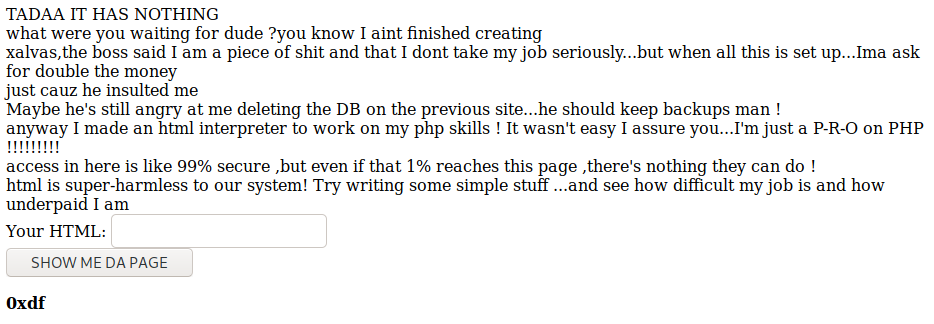 TADAA IT HAS NOTHING
what were you waiting for dude ?you know I aint finished creating
xalvas,the boss said I am a piece of shit and that I dont take my job seriously...but when all this is set up...Ima ask
for double the money
just cauz he insulted me
Maybe he's still angry at me deleting the DB on the previous site...he should keep backups man !
anyway I made an html interpreter to work on my php skills ! It wasn't easy I assure you...I'm just a P-R-O on PHP
!!!!!!!!!
access in here is like 99% secure ,but even if that 1% reaches this page ,there's nothing they can do !
html is super-harmless to our system! Try writing some simple stuff ...and see how difficult my job is and how
underpaid I am
Your HTML:
SHOW ME DA PAGE
0xdf